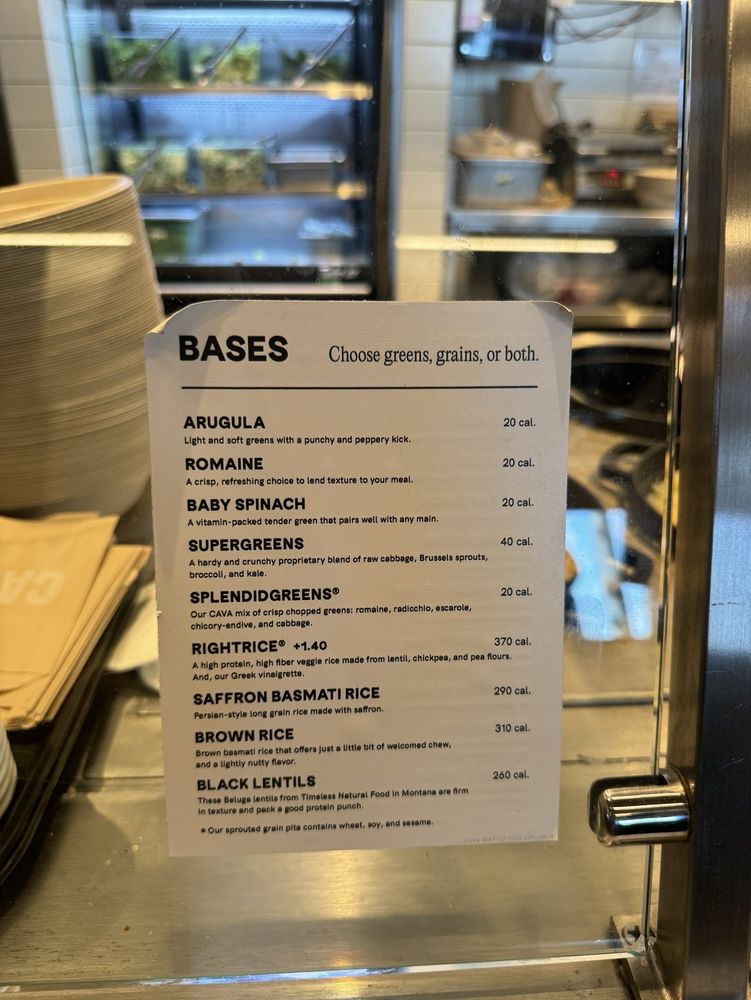 BASES Choose greens, grains, or both.
ARUGULA 20 cal.
Light and soft greens with a punchy and peppery kick.
ROMAINE 20 cal.
A crisp, refreshing choice to lend texture to your meal.
BABY SPINACH 20 cal.
A vitamin-packed tender green that pairs well with any main.
SUPERGREENS 40 cal.
A hardy and crunchy proprietary blend of raw cabbage, Brussels sprouts,
broccoli, and kale.
SPLENDIDGREENS® 20 cal.
Our CAVA mix of crisp chopped greens: romaine, radicchio, escarole,
chicory-endive, and cabbage.
RIGHTRICE® +1.40 370 cal.
A high protein, high fiber veggie rice made from lentil, chickpea, and pea flours.
And, our Greek vinaigrette.
SAFFRON BASMATI RICE 290 cal.
Persian-style long grain rice made with saffron.
BROWN RICE 310 cal.
Brown basmati rice that offers just a little bit of welcomed chew,
and a lightly nutty flavor.
BLACK LENTILS 260 cal.
These Beluga lentils from Timeless Natural Food in Montana are firm
in texture and pack a good protein punch.
* Our sprouted grain pita contains wheat, soy, and sesame.
CAVA